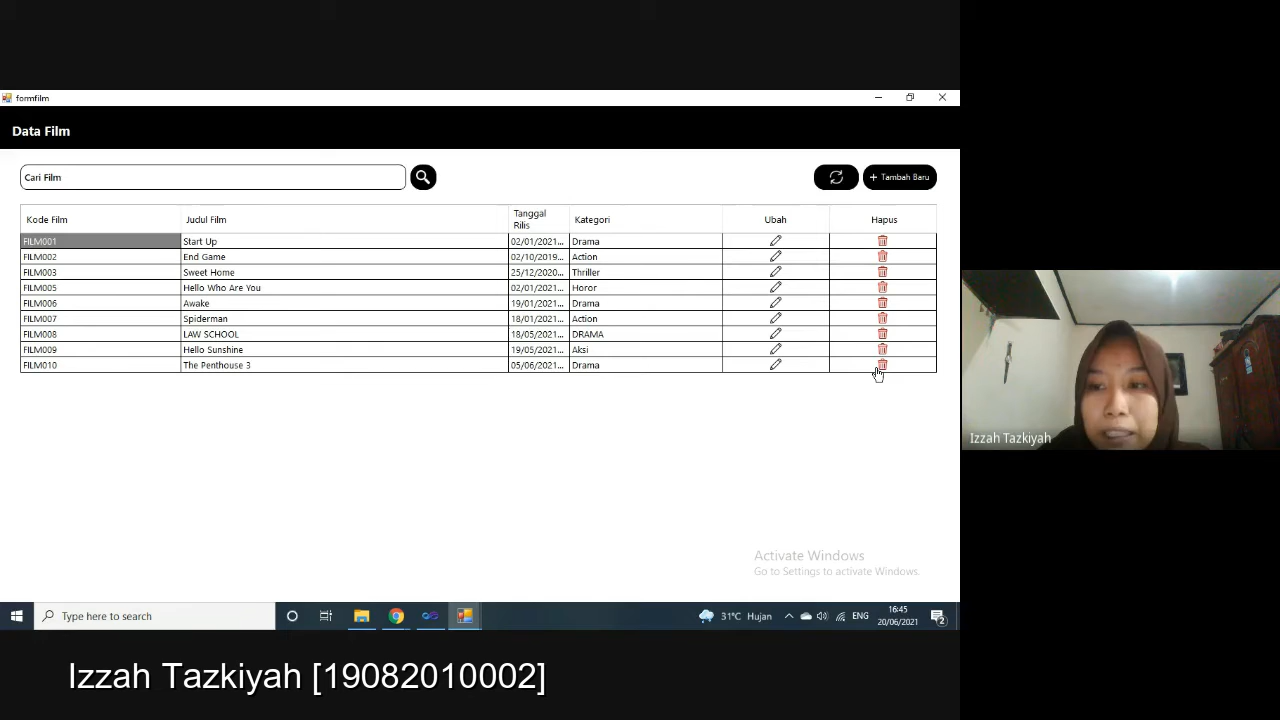 formfilm
Data Film
Cari Film
+ Tambah Baru
Kode Film Judul Film Tanggal Rilis Kategori Ubah Hapus
FILM001 Start Up 02/01/2021... Drama
FILM002 End Game 02/10/2019... Action
FILM003 Sweet Home 25/12/2020... Thriller
FILM005 Hello Who Are You 02/01/2021... Horor
FILM006 Awake 19/01/2021... Drama
FILM007 Spiderman 18/01/2021... Action
FILM008 LAW SCHOOL 18/05/2021... DRAMA
FILM009 Hello Sunshine 19/05/2021... Aksi
FILM010 The Penthouse 3 05/06/2021... Drama
Izzah Tazkiyah
Activate Windows
Go to Settings to activate Windows.
Type here to search
31°C Hujan
ENG
16:45
20/06/2021
2
Izzah Tazkiyah [19082010002]